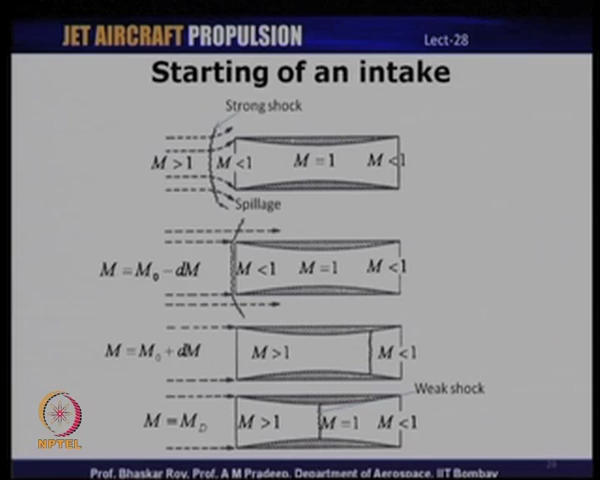 JET AIRCRAFT PROPULSION
Lect-28
Starting of an intake
Strong shock
M > 1 M < 1 M = 1 M < 1
Spillage
M = M₀ − dM M < 1 M = 1 M < 1
M = M₀ + dM M > 1 M < 1
Weak shock
M = M_D M > 1 M = 1 M < 1
NPTEL
Prof. Bhaskar Roy, Prof. A M Pradeep, Department of Aerospace, IIT Bombay